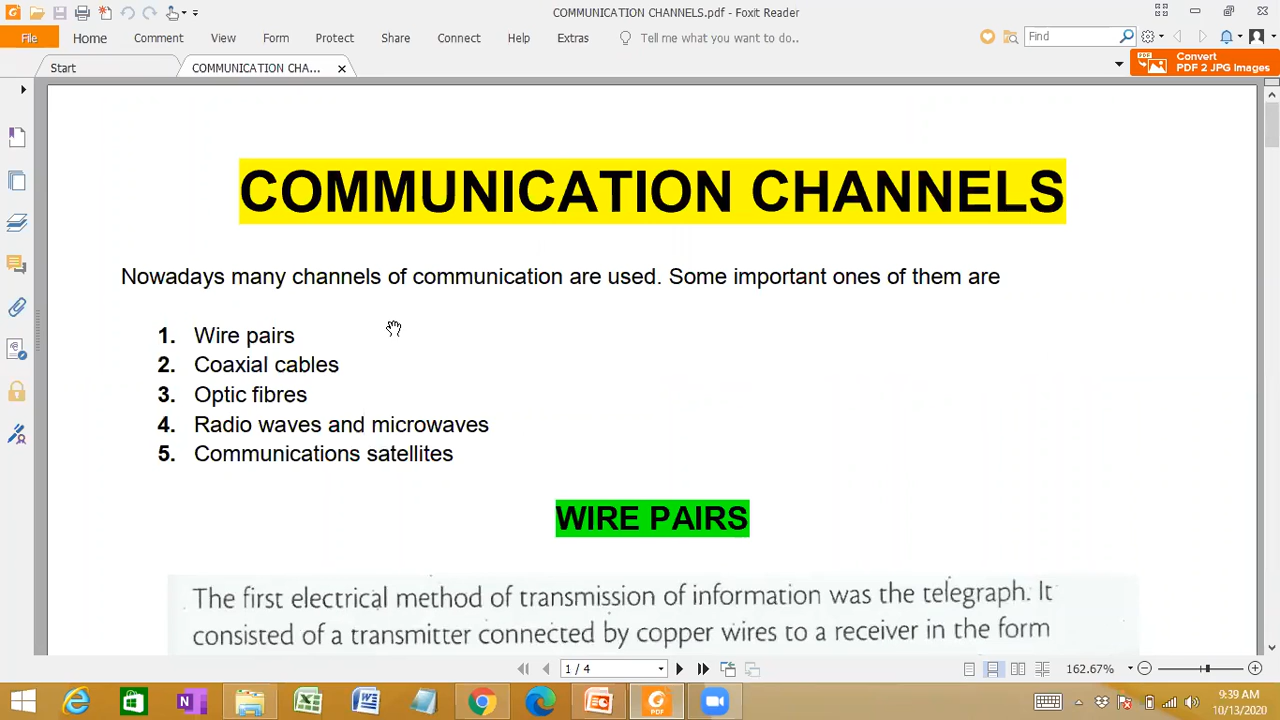 COMMUNICATION CHANNELS.pdf - Foxit Reader
File Home Comment View Form Protect Share Connect Help Extras Tell me what you want to do.. Find
Start COMMUNICATION CHA...
Convert
PDF 2 JPG Images
COMMUNICATION CHANNELS
Nowadays many channels of communication are used. Some important ones of them are
1. Wire pairs
2. Coaxial cables
3. Optic fibres
4. Radio waves and microwaves
5. Communications satellites
WIRE PAIRS
The first electrical method of transmission of information was the telegraph. It
consisted of a transmitter connected by copper wires to a receiver in the form
1 / 4 162.67%
9:39 AM
10/13/2020